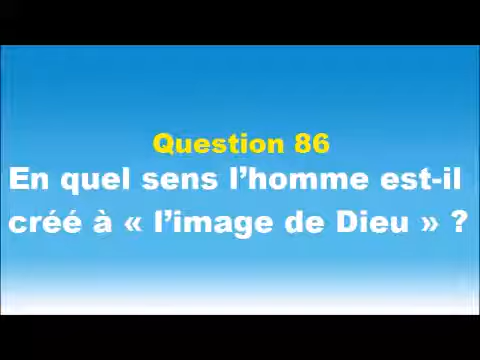 Question 86
En quel sens l’homme est-il
créé à « l’image de Dieu » ?